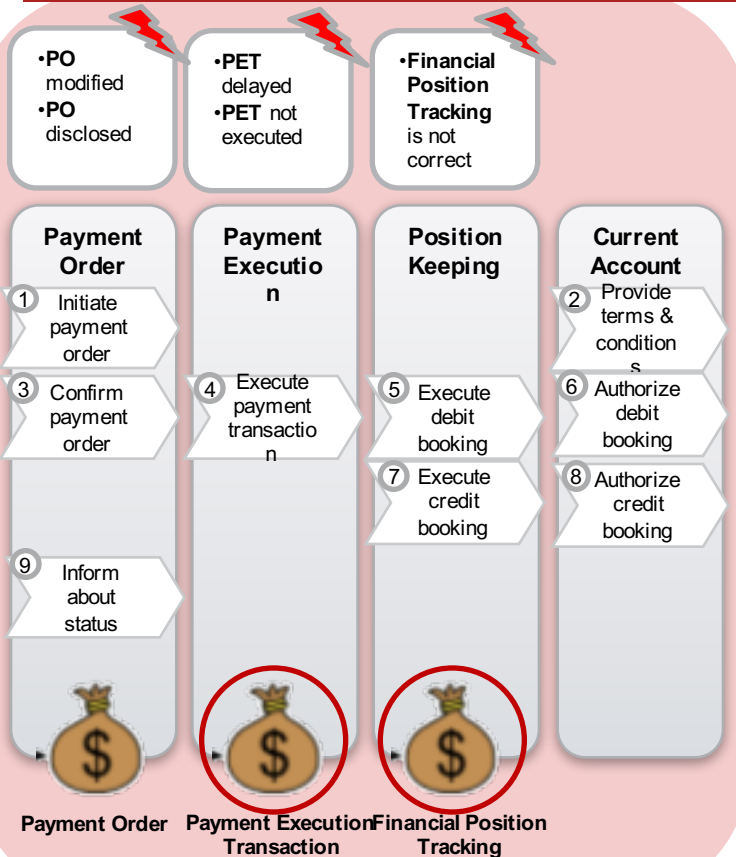 •PO
modified
•PO
disclosed
•PET
delayed
•PET not
executed
•Financial
Position
Tracking
is not
correct
Payment
Order
Payment
Executio
n
Position
Keeping
Current
Account
1
Initiate
payment
order
2
Provide
terms &
condition
s
3
Confirm
payment
order
4
Execute
payment
transactio
n
5
Execute
debit
booking
6
Authorize
debit
booking
7
Execute
credit
booking
8
Authorize
credit
booking
9
Inform
about
status
$
$
$
Payment Order
Payment Execution
Transaction
Financial Position
Tracking